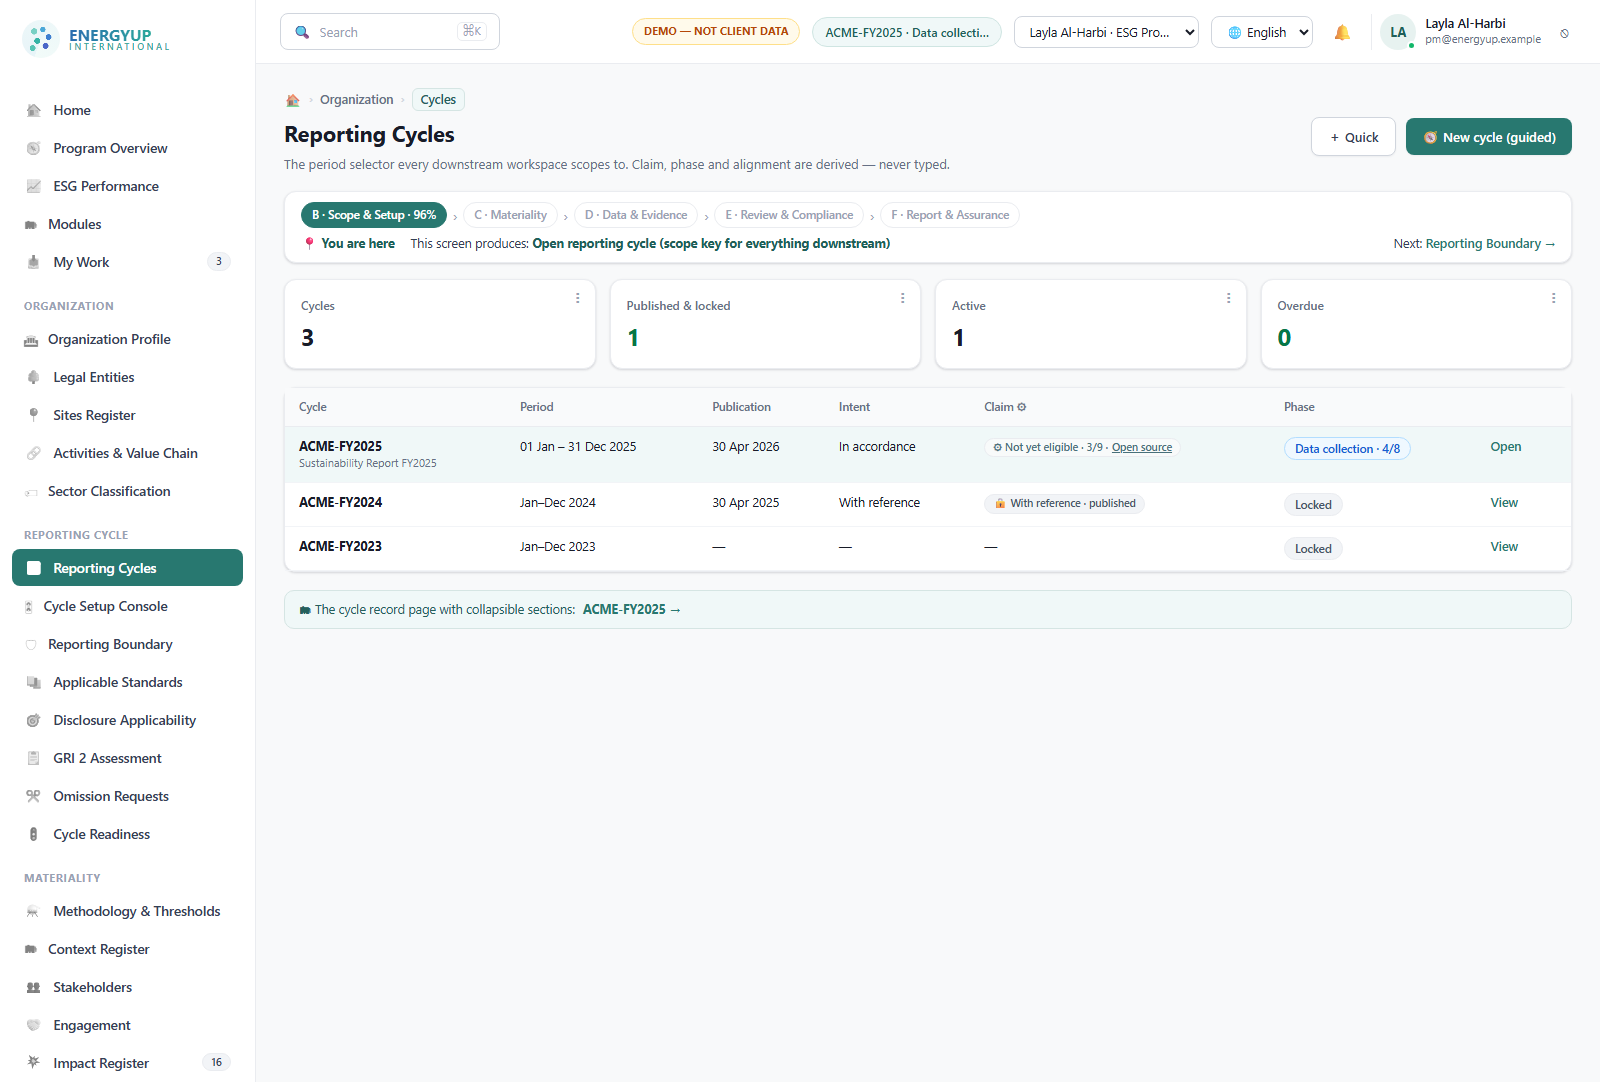 ENERGYUP
INTERNATIONAL
Search
⌘K
DEMO — NOT CLIENT DATA
ACME-FY2025 · Data collecti...
Layla Al-Harbi · ESG Pro...
English
LA
Layla Al-Harbi
pm@energyup.example
Home
Program Overview
ESG Performance
Modules
My Work
3
ORGANIZATION
Organization Profile
Legal Entities
Sites Register
Activities & Value Chain
Sector Classification
REPORTING CYCLE
Reporting Cycles
Cycle Setup Console
Reporting Boundary
Applicable Standards
Disclosure Applicability
GRI 2 Assessment
Omission Requests
Cycle Readiness
MATERIALITY
Methodology & Thresholds
Context Register
Stakeholders
Engagement
Impact Register
16
› Organization › Cycles
Reporting Cycles
The period selector every downstream workspace scopes to. Claim, phase and alignment are derived — never typed.
+ Quick
New cycle (guided)
B · Scope & Setup · 96% › C · Materiality › D · Data & Evidence › E · Review & Compliance › F · Report & Assurance
You are here This screen produces: Open reporting cycle (scope key for everything downstream)
Next: Reporting Boundary →
Cycles
3
Published & locked
1
Active
1
Overdue
0
Cycle Period Publication Intent Claim Phase
ACME-FY2025 01 Jan – 31 Dec 2025 30 Apr 2026 In accordance Not yet eligible · 3/9 · Open source Data collection · 4/8 Open
Sustainability Report FY2025
ACME-FY2024 Jan–Dec 2024 30 Apr 2025 With reference With reference · published Locked View
ACME-FY2023 Jan–Dec 2023 — — — Locked View
The cycle record page with collapsible sections: ACME-FY2025 →